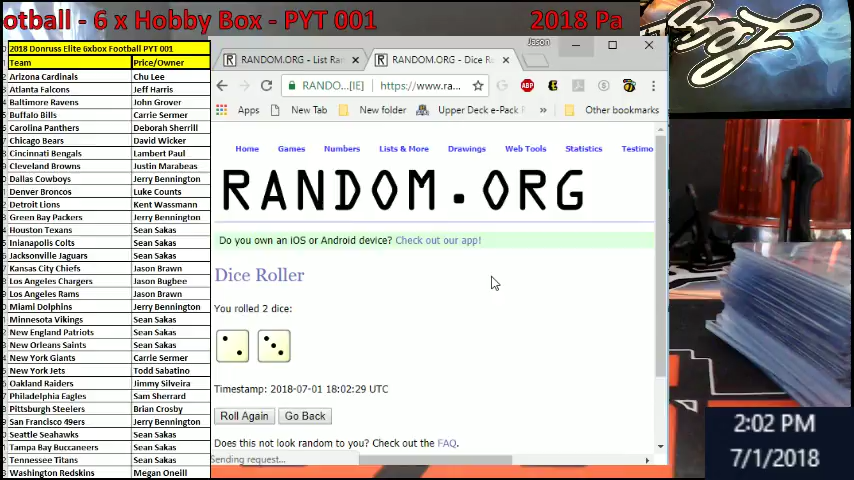 otball - 6 x Hobby Box - PYT 001 2018 Pa
2018 Donruss Elite 6xbox Football PYT 001
Team Price/Owner
Arizona Cardinals Chu Lee
Atlanta Falcons Jeff Harris
Baltimore Ravens John Grover
Buffalo Bills Carrie Sermer
Carolina Panthers Deborah Sherrill
Chicago Bears David Wicker
Cincinnati Bengals Lambert Paul
Cleveland Browns Justin Marabeas
Dallas Cowboys Jerry Bennington
Denver Broncos Luke Counts
Detroit Lions Kent Wassmann
Green Bay Packers Jerry Bennington
Houston Texans Sean Sakas
Inianapolis Colts Sean Sakas
Jacksonville Jaguars Sean Sakas
Kansas City Chiefs Jason Brawn
Los Angeles Chargers Jason Bugbee
Los Angeles Rams Jason Brawn
Miami Dolphins Jerry Bennington
Minnesota Vikings Sean Sakas
New England Patriots Sean Sakas
New Orleans Saints Sean Sakas
New York Giants Carrie Sermer
New York Jets Todd Sabatino
Oakland Raiders Jimmy Silveira
Philadelphia Eagles Sam Sherrard
Pittsburgh Steelers Brian Crosby
San Francisco 49ers Jerry Bennington
Seattle Seahawks Sean Sakas
Tampa Bay Buccaneers Sean Sakas
Tennessee Titans Sean Sakas
Washington Redskins Megan Oneill
Jason
RANDOM.ORG - List Ra
RANDOM.ORG - Dice Ro
RANDO... [IE] https://www.ra...
ABP
Apps New Tab New folder Upper Deck e-Pack » Other bookmarks
Home Games Numbers Lists & More Drawings Web Tools Statistics Testimo
RANDOM.ORG
Do you own an iOS or Android device? Check out our app!
Dice Roller
You rolled 2 dice:
Timestamp: 2018-07-01 18:02:29 UTC
Roll Again Go Back
Does this not look random to you? Check out the FAQ.
Sending request...
2:02 PM
7/1/2018